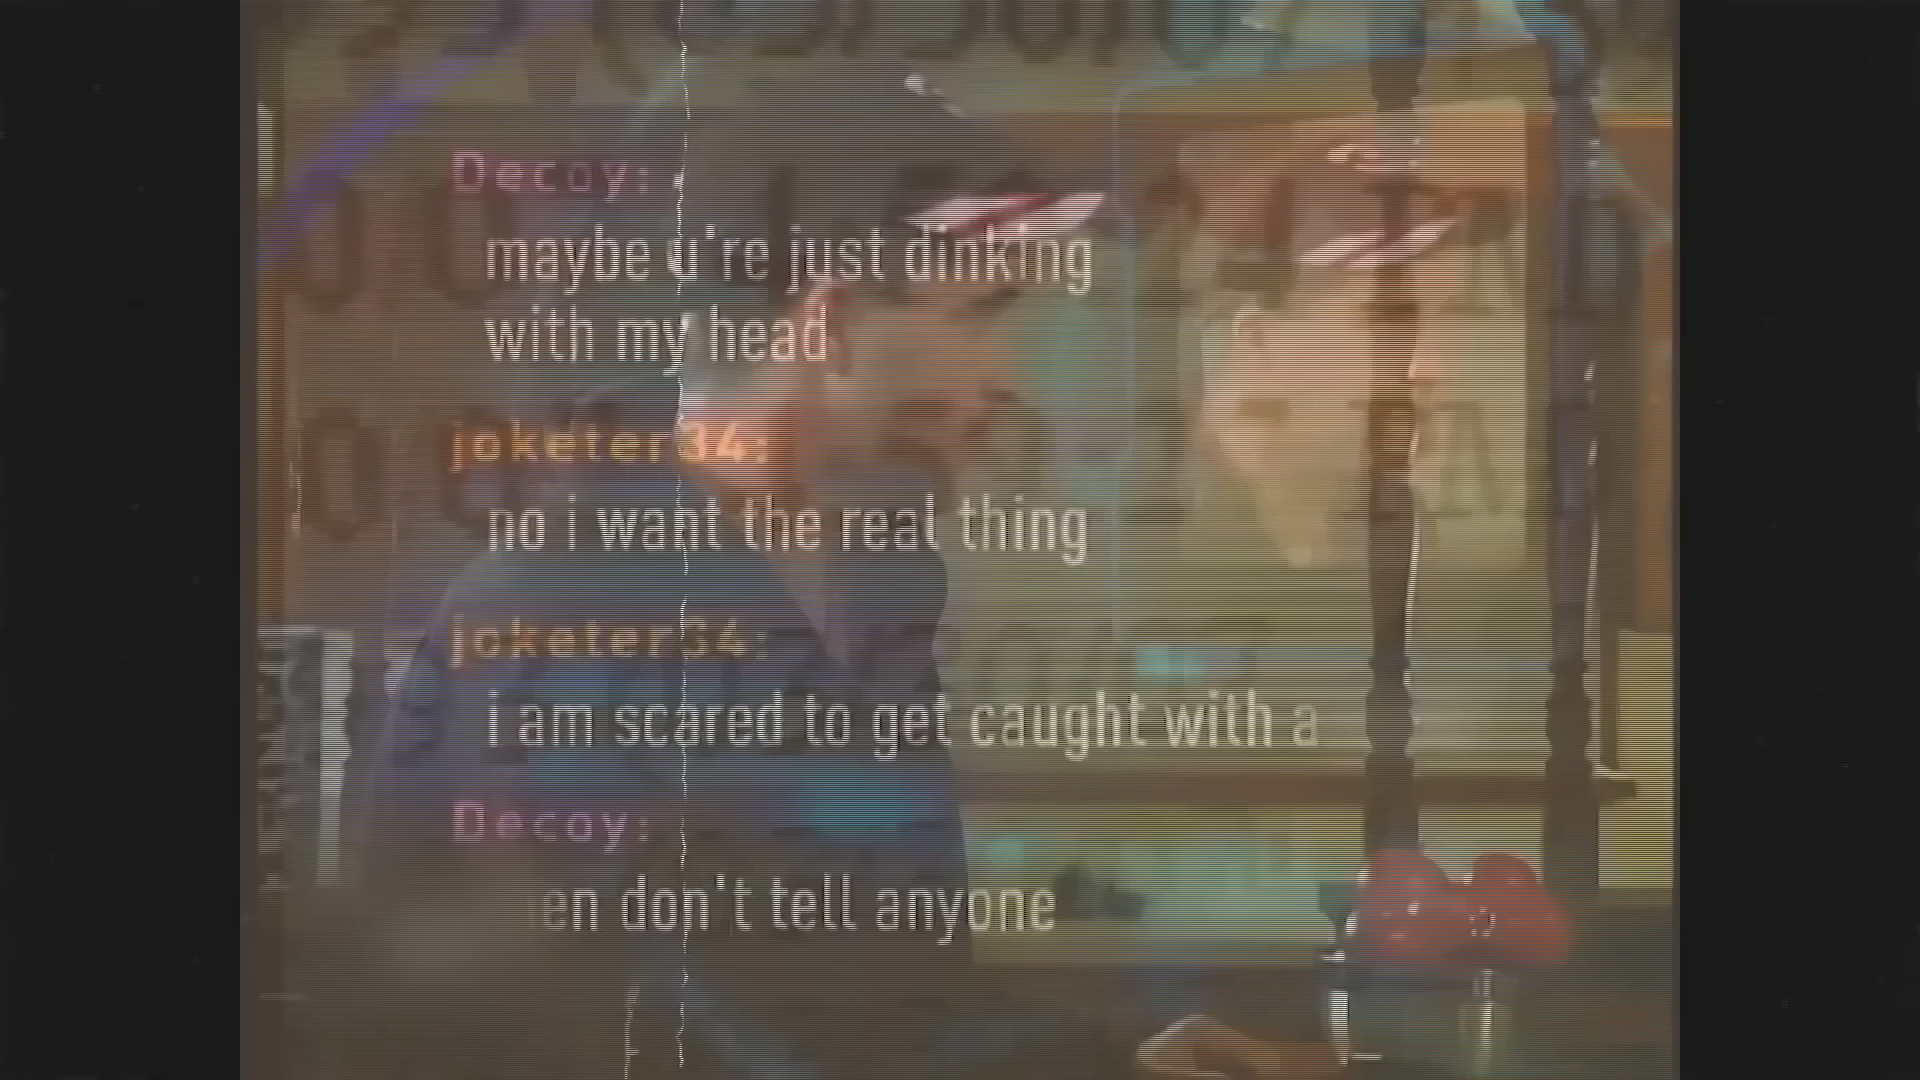 Decoy:
maybe u're just dinking
with my head
joketer34:
no i want the real thing
joketer34:
i am scared to get caught with a
Decoy:
don't tell anyone